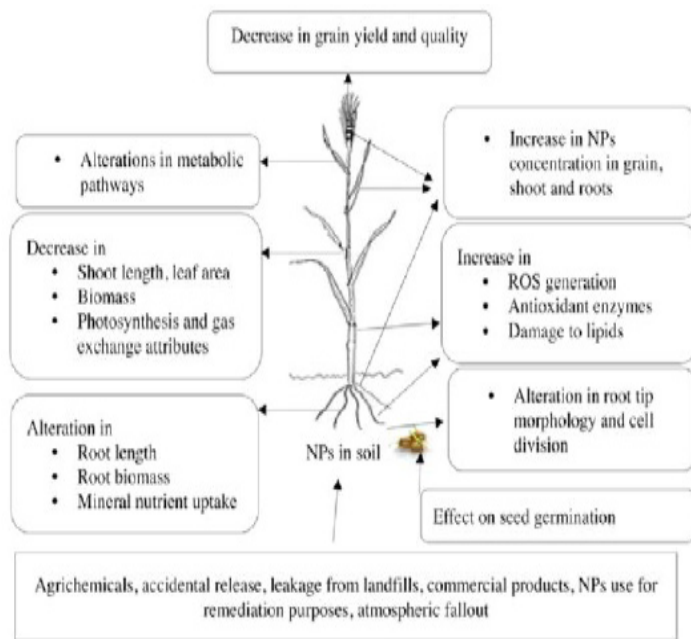 Decrease in grain yield and quality
• Alterations in metabolic
pathways
• Increase in NPs
concentration in grain,
shoot and roots
Decrease in
• Shoot length, leaf area
• Biomass
• Photosynthesis and gas
exchange attributes
Increase in
• ROS generation
• Antioxidant enzymes
• Damage to lipids
Alteration in
• Root length
• Root biomass
• Mineral nutrient uptake
NPs in soil
• Alteration in root tip
morphology and cell
division
Effect on seed germination
Agrichemicals, accidental release, leakage from landfills, commercial products, NPs use for
remediation purposes, atmospheric fallout